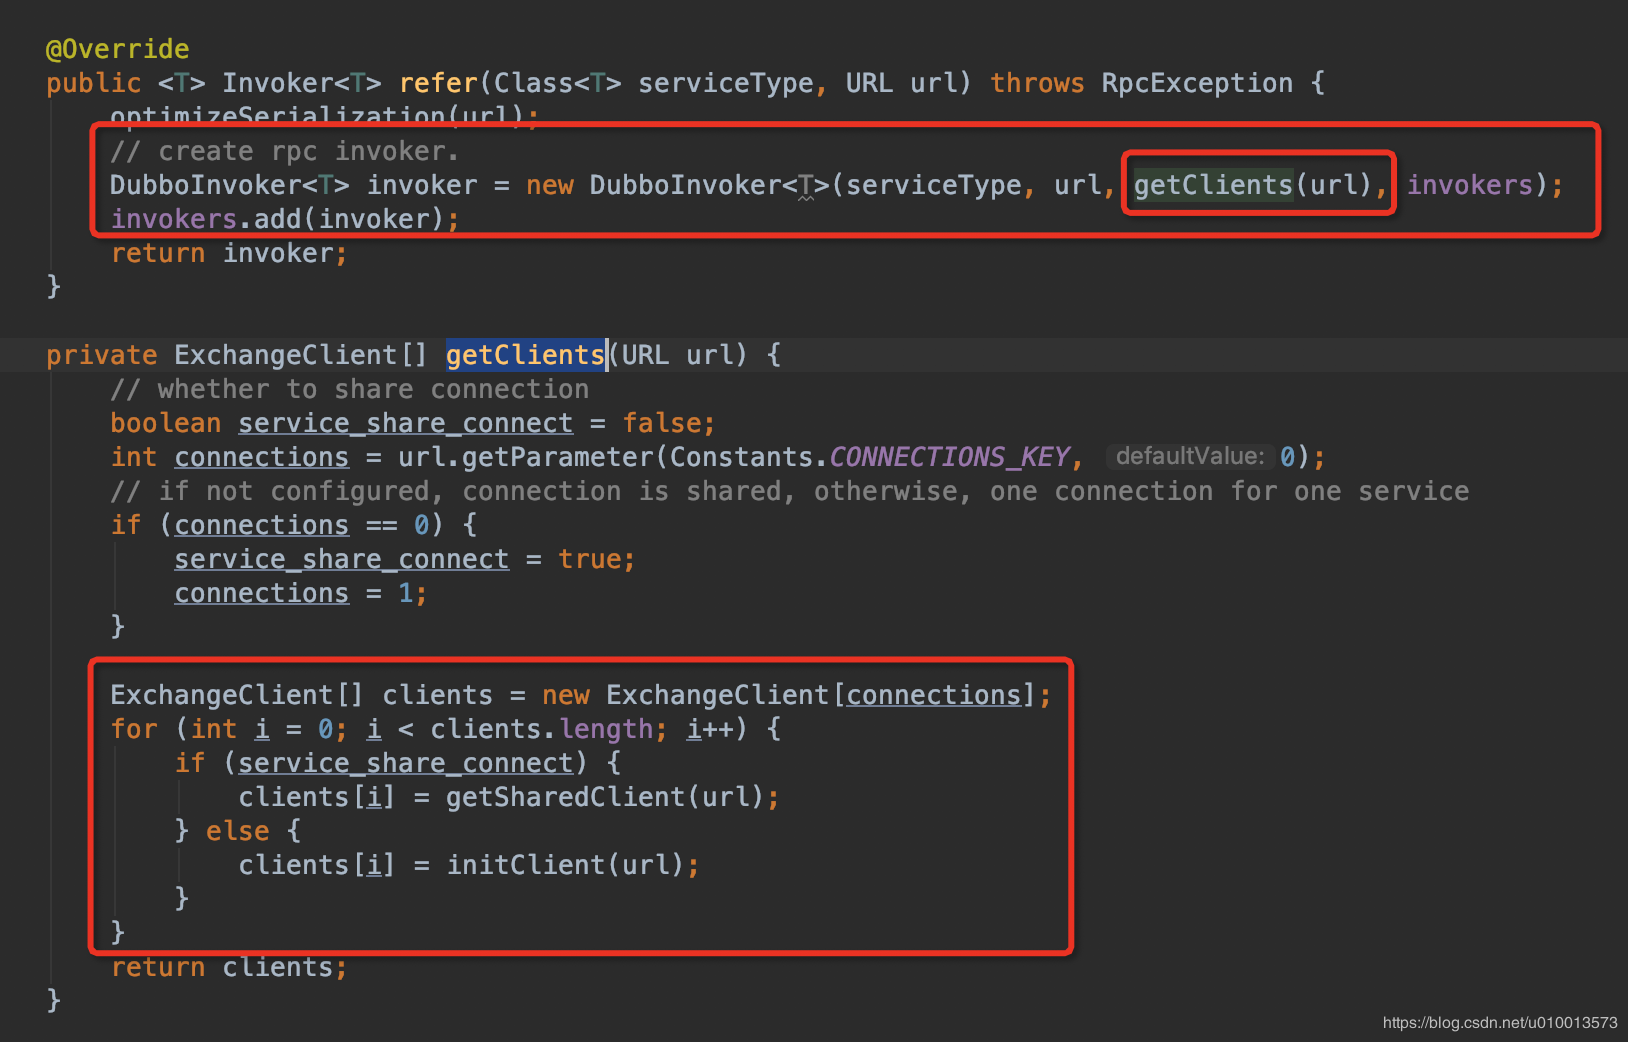 @Override
public <T> Invoker<T> refer(Class<T> serviceType, URL url) throws RpcException {
optimizeSerialization(url);
// create rpc invoker.
DubboInvoker<T> invoker = new DubboInvoker<T>(serviceType, url, getClients(url), invokers);
invokers.add(invoker);
return invoker;
}
private ExchangeClient[] getClients(URL url) {
// whether to share connection
boolean service_share_connect = false;
int connections = url.getParameter(Constants.CONNECTIONS_KEY, defaultValue: 0);
// if not configured, connection is shared, otherwise, one connection for one service
if (connections == 0) {
service_share_connect = true;
connections = 1;
}
ExchangeClient[] clients = new ExchangeClient[connections];
for (int i = 0; i < clients.length; i++) {
if (service_share_connect) {
clients[i] = getSharedClient(url);
} else {
clients[i] = initClient(url);
}
}
return clients;
}
https://blog.csdn.net/u010013573